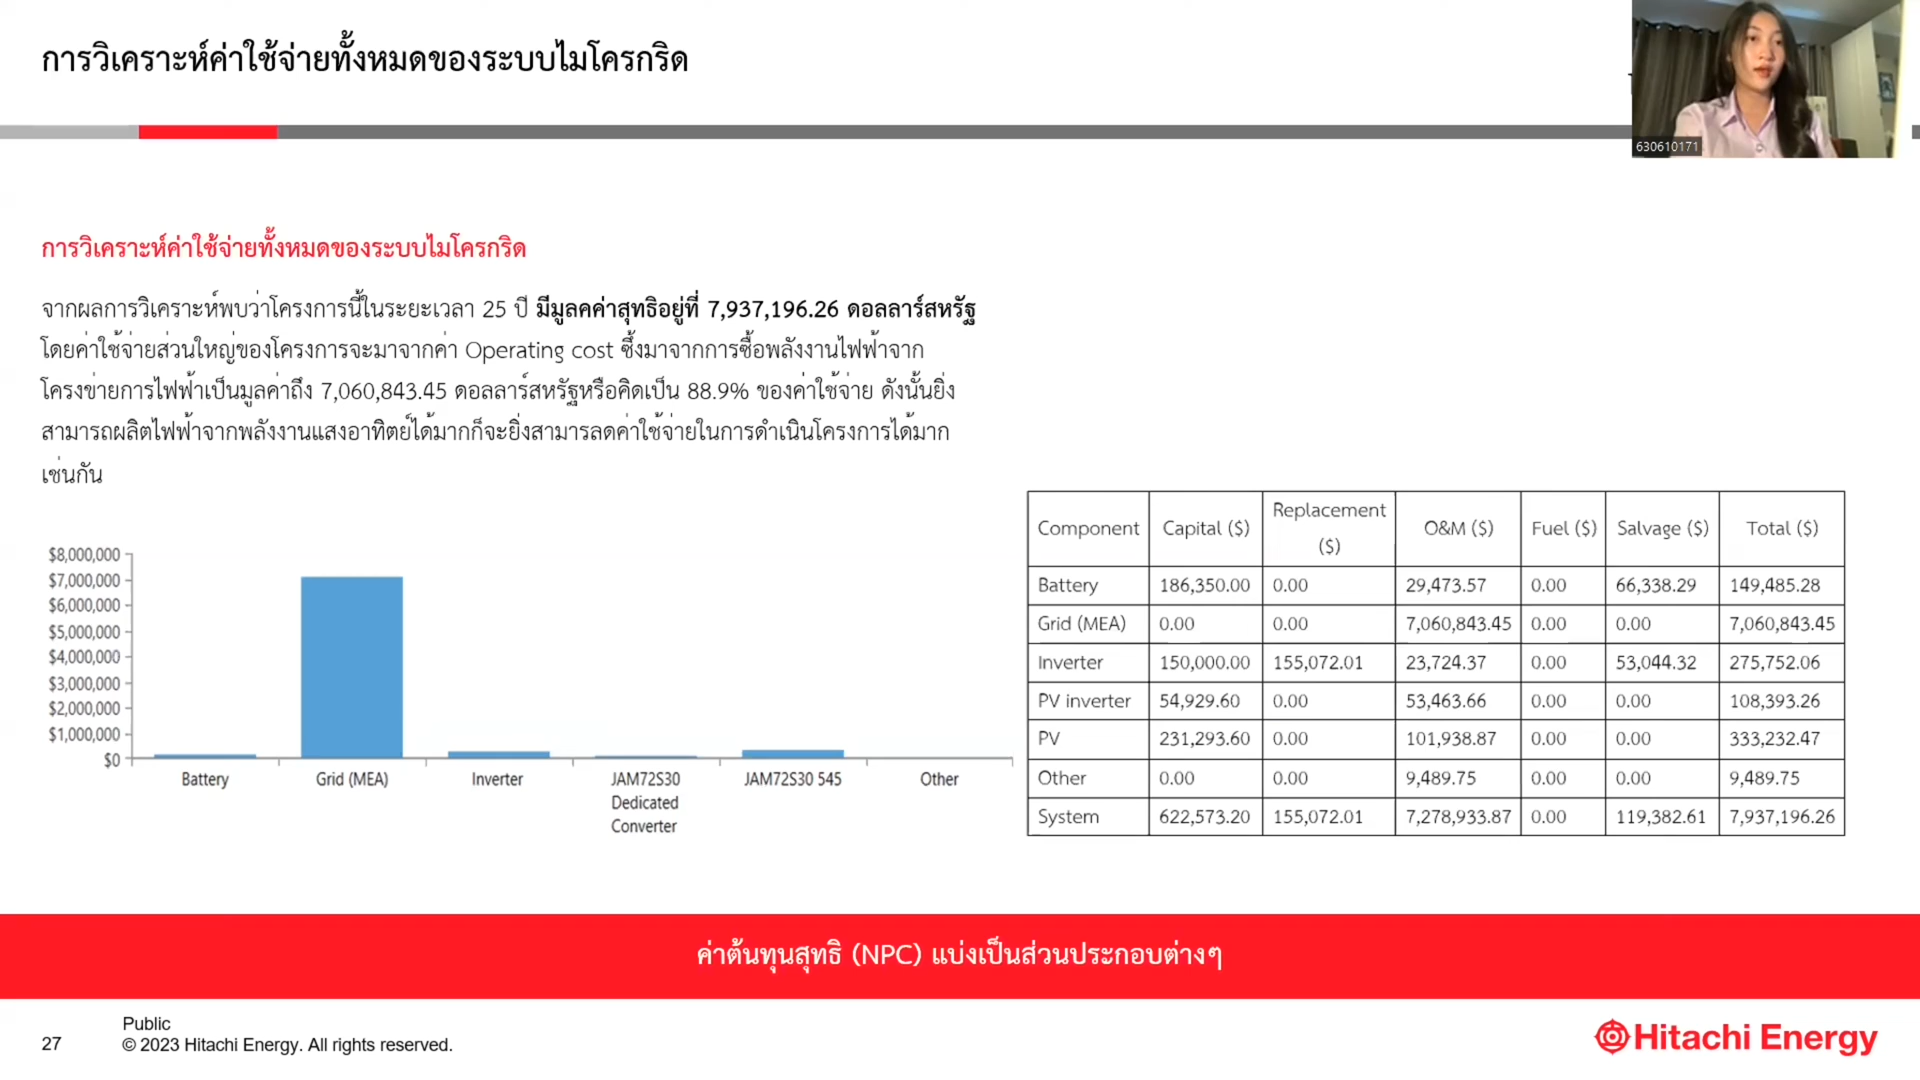 การวิเคราะห์ค่าใช้จ่ายทั้งหมดของระบบไมโครกริด
630610171
การวิเคราะห์ค่าใช้จ่ายทั้งหมดของระบบไมโครกริด
จากผลการวิเคราะห์พบว่าโครงการนี้ในระยะเวลา 25 ปี มีมูลคค่าสุทธิอยู่ที่ 7,937,196.26 ดอลลาร์สหรัฐ
โดยค่าใช้จ่ายส่วนใหญ่ของโครงการจะมาจากค่า Operating cost ซึ้งมาจากการซื้อพลังงานไฟฟ้าจาก
โครงข่ายการไฟฟ้าเป็นมูลค่าถึง 7,060,843.45 ดอลลาร์สหรัฐหรือคิดเป็น 88.9% ของค่าใช้จ่าย ดังนั้นยิ่ง
สามารถผลิตไฟฟ้าจากพลังงานแสงอาทิตย์ได้มากก็จะยิ่งสามารลดค่าใช้จ่ายในการดำเนินโครงการได้มาก
เช่นกัน
$8,000,000
$7,000,000
$6,000,000
$5,000,000
$4,000,000
$3,000,000
$2,000,000
$1,000,000
$0
Battery Grid (MEA) Inverter JAM72S30 JAM72S30 545 Other
Dedicated
Converter
Component Capital ($) Replacement ($) O&M ($) Fuel ($) Salvage ($) Total ($)
Battery 186,350.00 0.00 29,473.57 0.00 66,338.29 149,485.28
Grid (MEA) 0.00 0.00 7,060,843.45 0.00 0.00 7,060,843.45
Inverter 150,000.00 155,072.01 23,724.37 0.00 53,044.32 275,752.06
PV inverter 54,929.60 0.00 53,463.66 0.00 0.00 108,393.26
PV 231,293.60 0.00 101,938.87 0.00 0.00 333,232.47
Other 0.00 0.00 9,489.75 0.00 0.00 9,489.75
System 622,573.20 155,072.01 7,278,933.87 0.00 119,382.61 7,937,196.26
ค่าต้นทุนสุทธิ (NPC) แบ่งเป็นส่วนประกอบต่างๆ
27
Public
© 2023 Hitachi Energy. All rights reserved.
Hitachi Energy